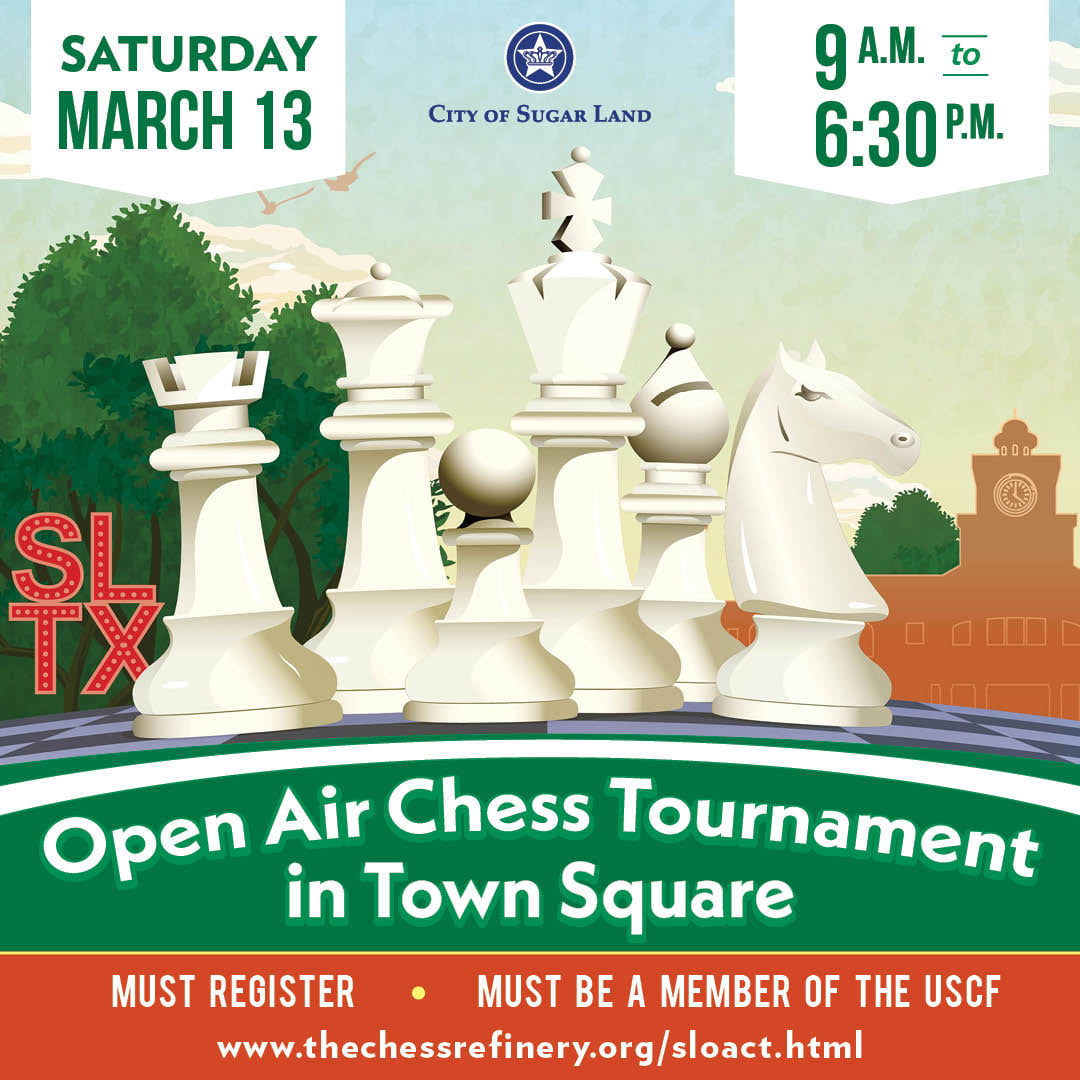 SATURDAY
MARCH 13
CITY OF SUGAR LAND
9 A.M. to
6:30 P.M.
SL
TX
Open Air Chess Tournament
in Town Square
MUST REGISTER • MUST BE A MEMBER OF THE USCF
www.thechessrefinery.org/sloact.html